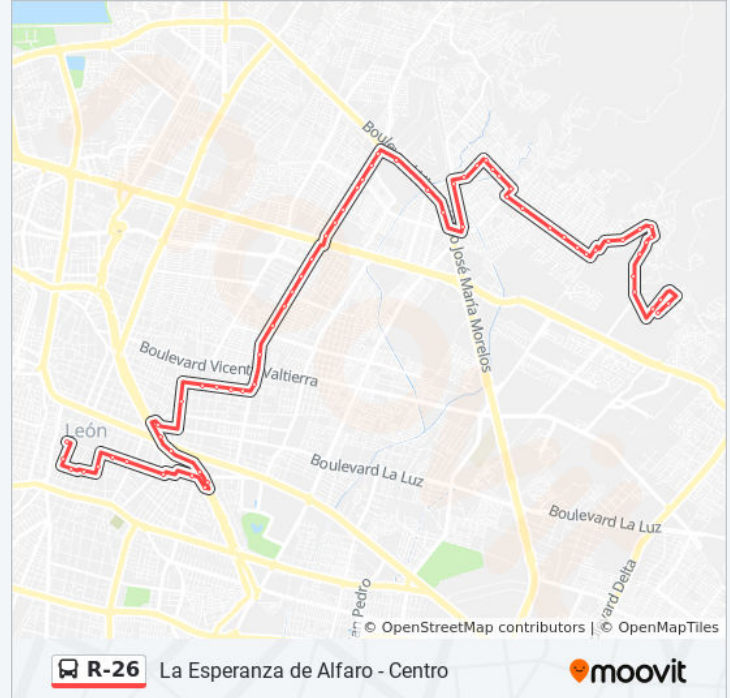 o José María Morelos
Boulevard Vicente Valtierra
León
Boulevard La Luz
Boulevard La Luz
© OpenStreetMap contributors | © OpenMapTiles
R-26 La Esperanza de Alfaro - Centro
moovit